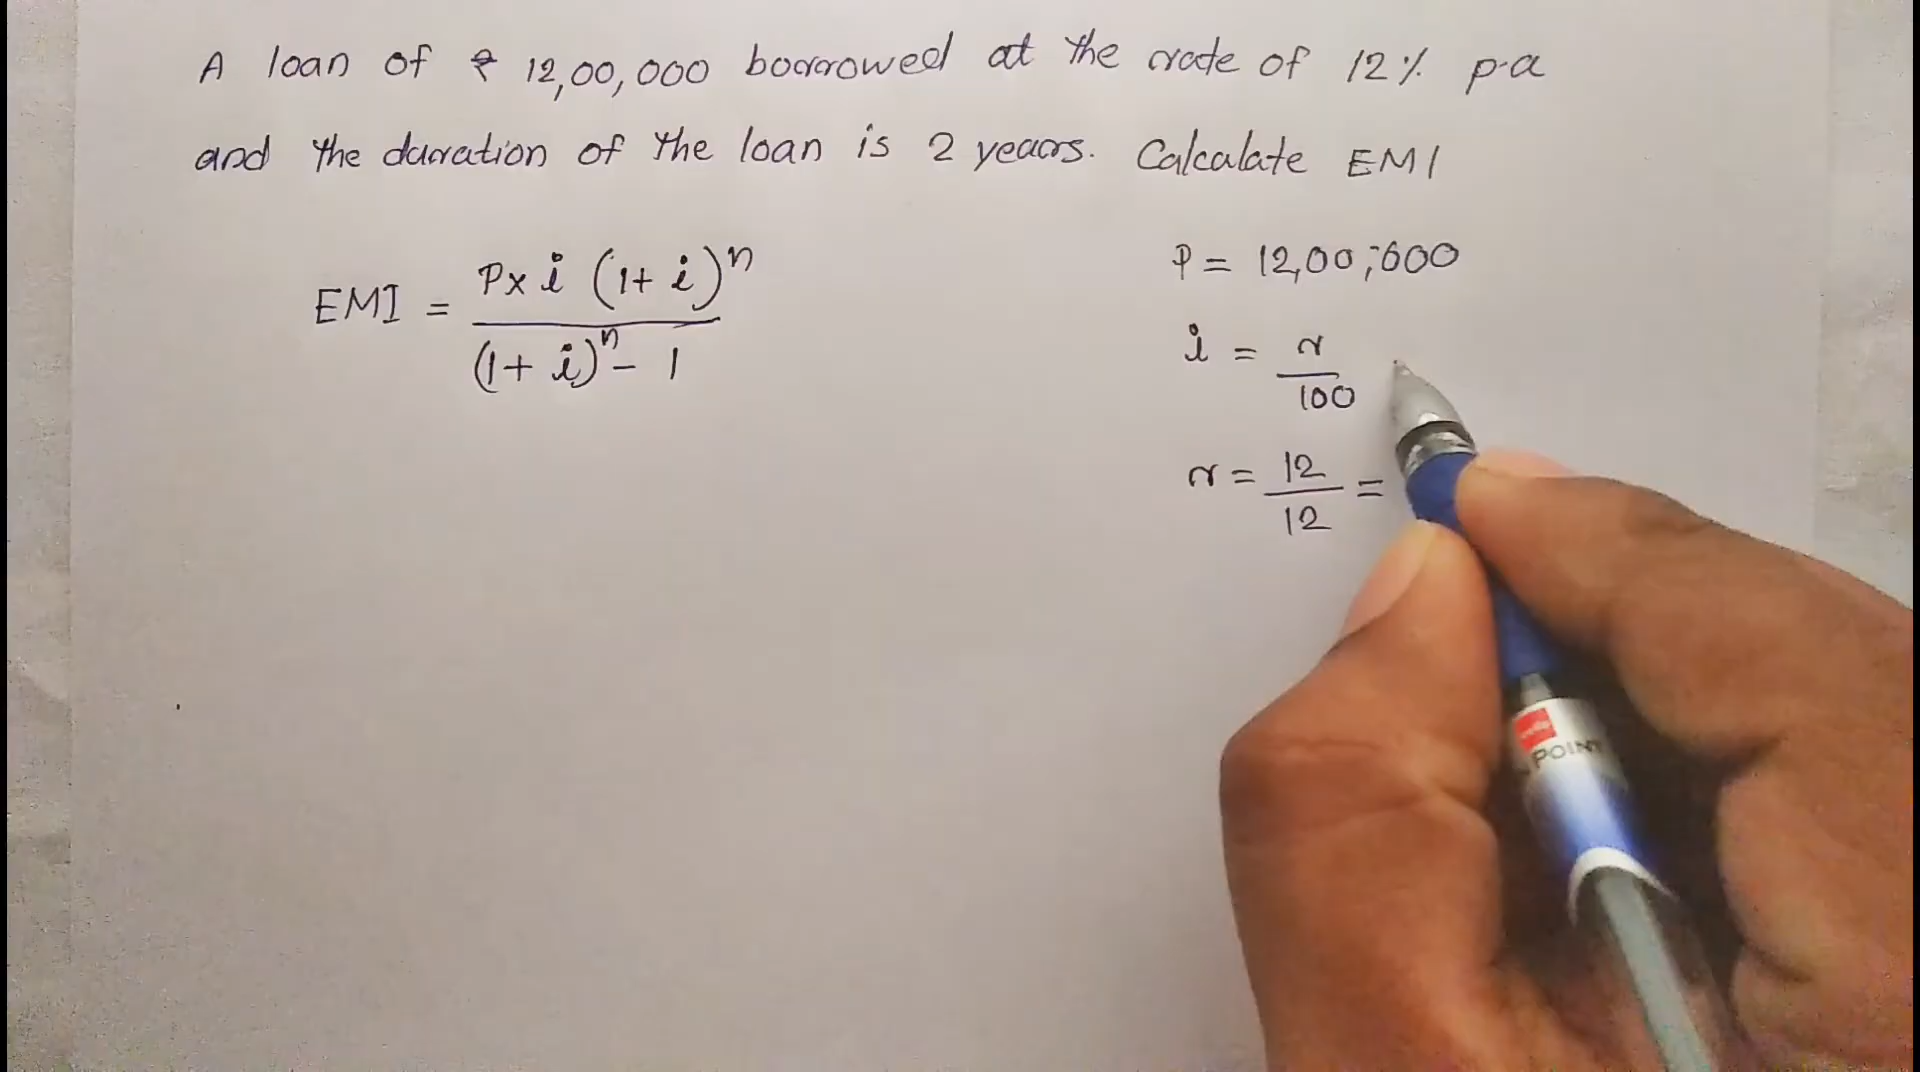 A loan of ₹ 12,00,000 borrowed at the rate of 12% p.a
and the duration of the loan is 2 years. Calculate EMI
EMI = P x i (1 + i)^n / (1 + i)^n - 1
P = 12,00,000
i = r / 100
r = 12 / 12 =
POINT